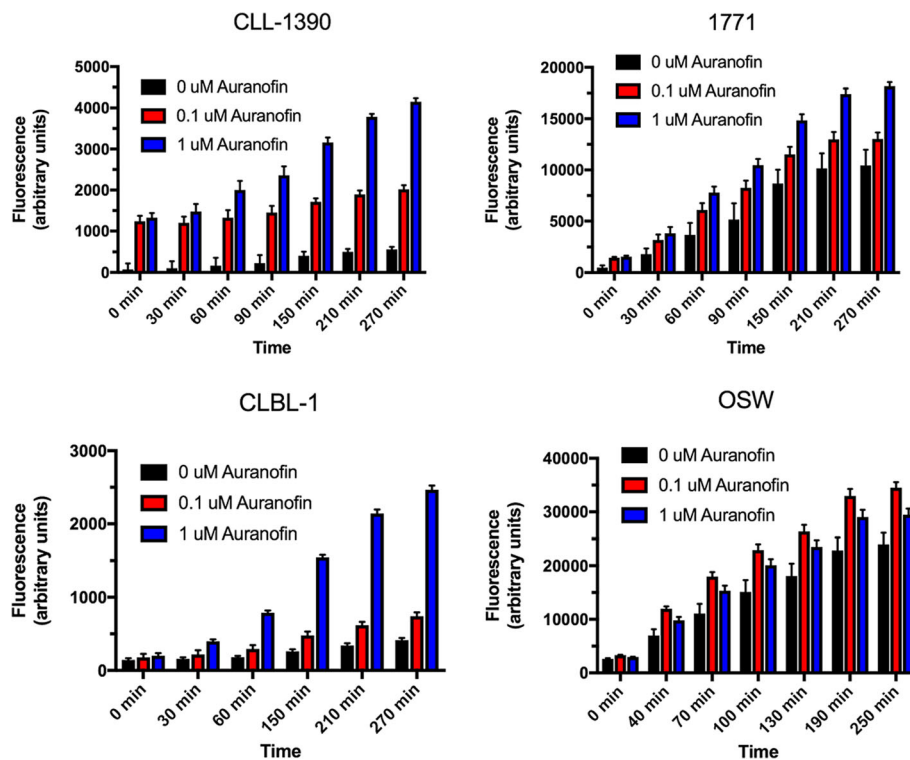 CLL-1390
0 uM Auranofin
0.1 uM Auranofin
1 uM Auranofin
Fluorescence
(arbitrary units)
5000
4000
3000
2000
1000
0
0 min
30 min
60 min
90 min
150 min
210 min
270 min
Time
1771
0 uM Auranofin
0.1 uM Auranofin
1 uM Auranofin
Fluorescence
(arbitrary units)
20000
15000
10000
5000
0
0 min
30 min
60 min
90 min
150 min
210 min
270 min
Time
CLBL-1
0 uM Auranofin
0.1 uM Auranofin
1 uM Auranofin
Fluorescence
(arbitrary units)
3000
2000
1000
0
0 min
30 min
60 min
150 min
210 min
270 min
Time
OSW
0 uM Auranofin
0.1 uM Auranofin
1 uM Auranofin
Fluorescence
(arbitrary units)
40000
30000
20000
10000
0
0 min
40 min
70 min
100 min
130 min
190 min
250 min
Time